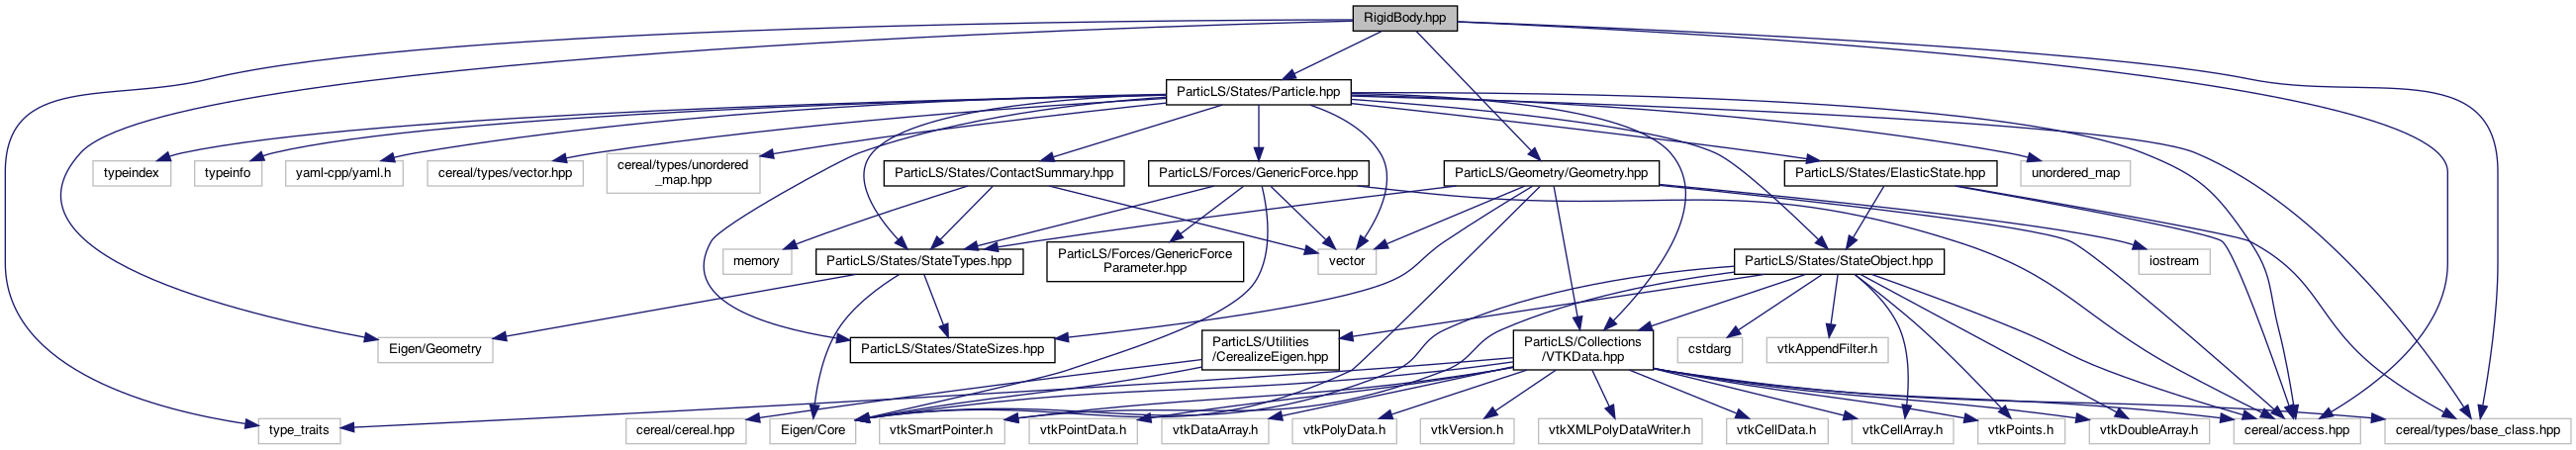 RigidBody.hpp
ParticLS/States/Particle.hpp
typeindex
typeinfo
yaml-cpp/yaml.h
cereal/types/vector.hpp
cereal/types/unordered
_map.hpp
ParticLS/States/ContactSummary.hpp
ParticLS/Forces/GenericForce.hpp
ParticLS/Geometry/Geometry.hpp
ParticLS/States/ElasticState.hpp
unordered_map
memory
ParticLS/States/StateTypes.hpp
ParticLS/Forces/GenericForce
Parameter.hpp
vector
ParticLS/States/StateObject.hpp
iostream
Eigen/Geometry
ParticLS/States/StateSizes.hpp
ParticLS/Utilities
/CerealizeEigen.hpp
ParticLS/Collections
/VTKData.hpp
cstdarg
vtkAppendFilter.h
type_traits
cereal/cereal.hpp
Eigen/Core
vtkSmartPointer.h
vtkPointData.h
vtkDataArray.h
vtkPolyData.h
vtkVersion.h
vtkXMLPolyDataWriter.h
vtkCellData.h
vtkCellArray.h
vtkPoints.h
vtkDoubleArray.h
cereal/access.hpp
cereal/types/base_class.hpp